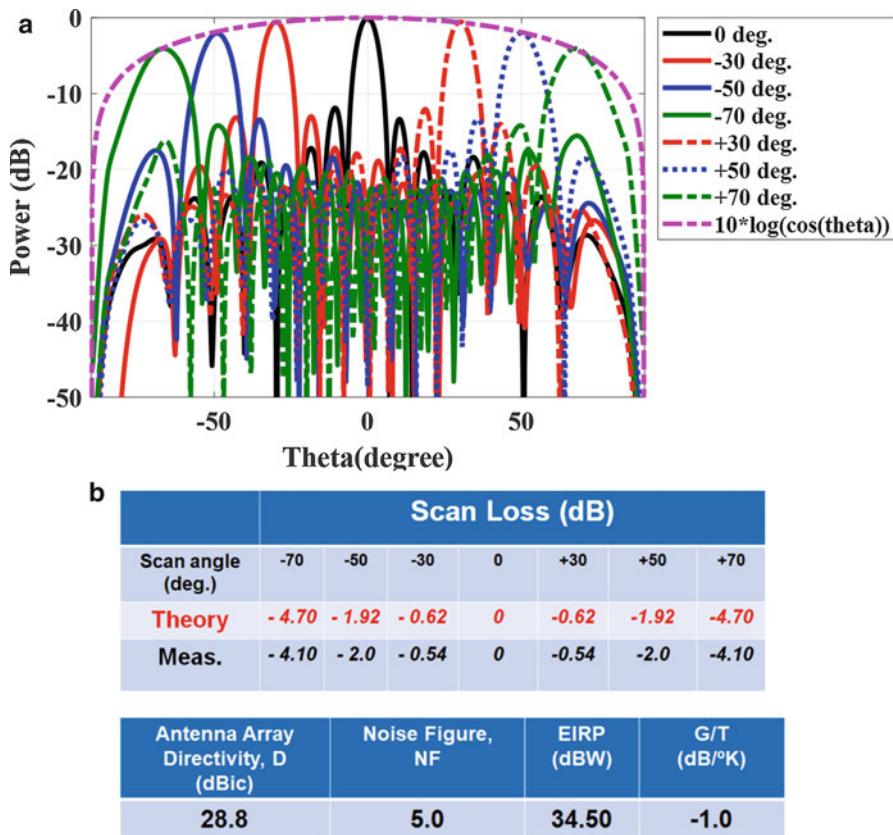 a
0
-10
-20
-30
-40
-50
Power (dB)
-50
0
50
Theta(degree)
0 deg.
-30 deg.
-50 deg.
-70 deg.
+30 deg.
+50 deg.
+70 deg.
10*log(cos(theta))
b
Scan Loss (dB)
Scan angle
(deg.)
-70 -50 -30 0 +30 +50 +70
Theory - 4.70 - 1.92 - 0.62 0 -0.62 -1.92 -4.70
Meas. - 4.10 - 2.0 - 0.54 0 -0.54 -2.0 -4.10
Antenna Array
Directivity, D
(dBic)
Noise Figure,
NF
EIRP
(dBW)
G/T
(dB/ºK)
28.8 5.0 34.50 -1.0